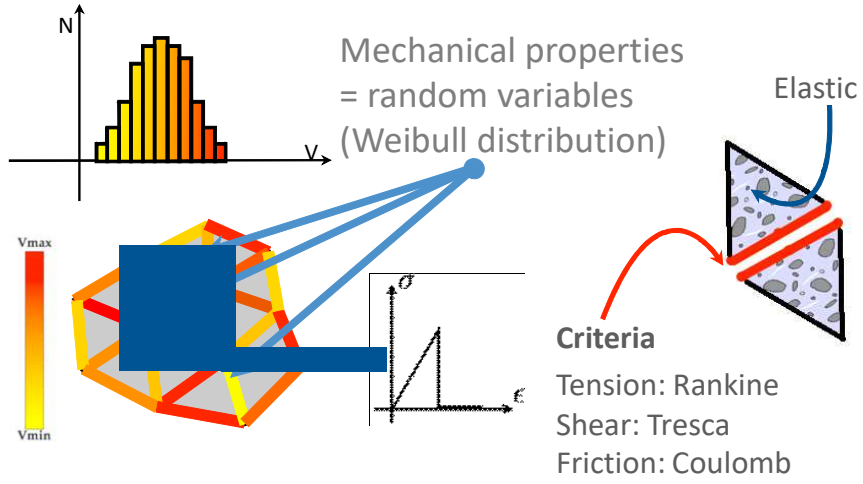 N
Mechanical properties
= random variables
(Weibull distribution)
V
Elastic
Vmax
Vmin
σ
ε
Criteria
Tension: Rankine
Shear: Tresca
Friction: Coulomb